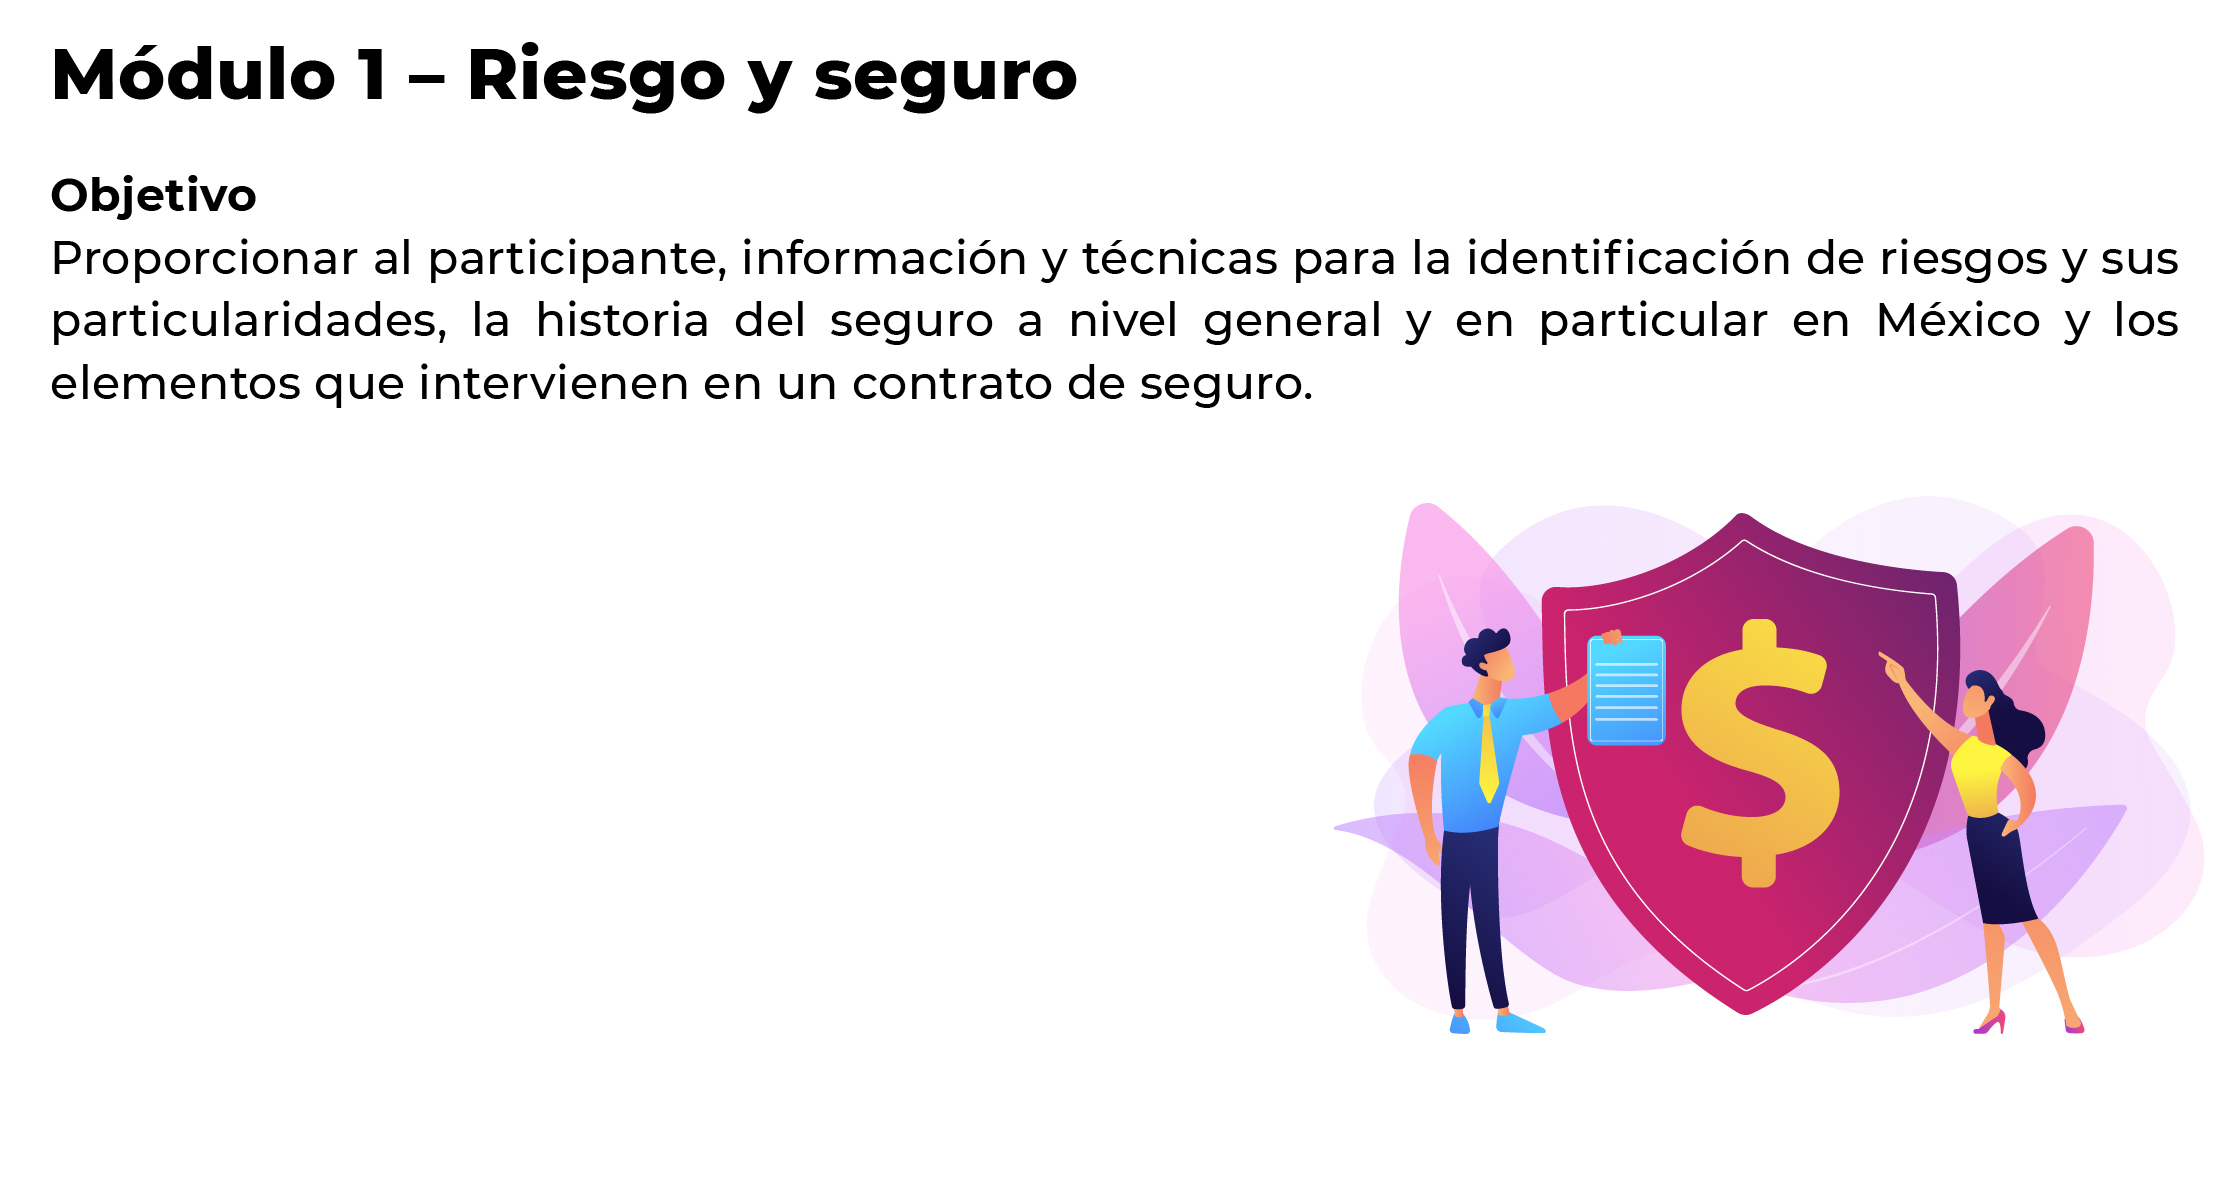 Módulo 1 – Riesgo y seguro
Objetivo
Proporcionar al participante, información y técnicas para la identificación de riesgos y sus
particularidades, la historia del seguro a nivel general y en particular en México y los
elementos que intervienen en un contrato de seguro.
$